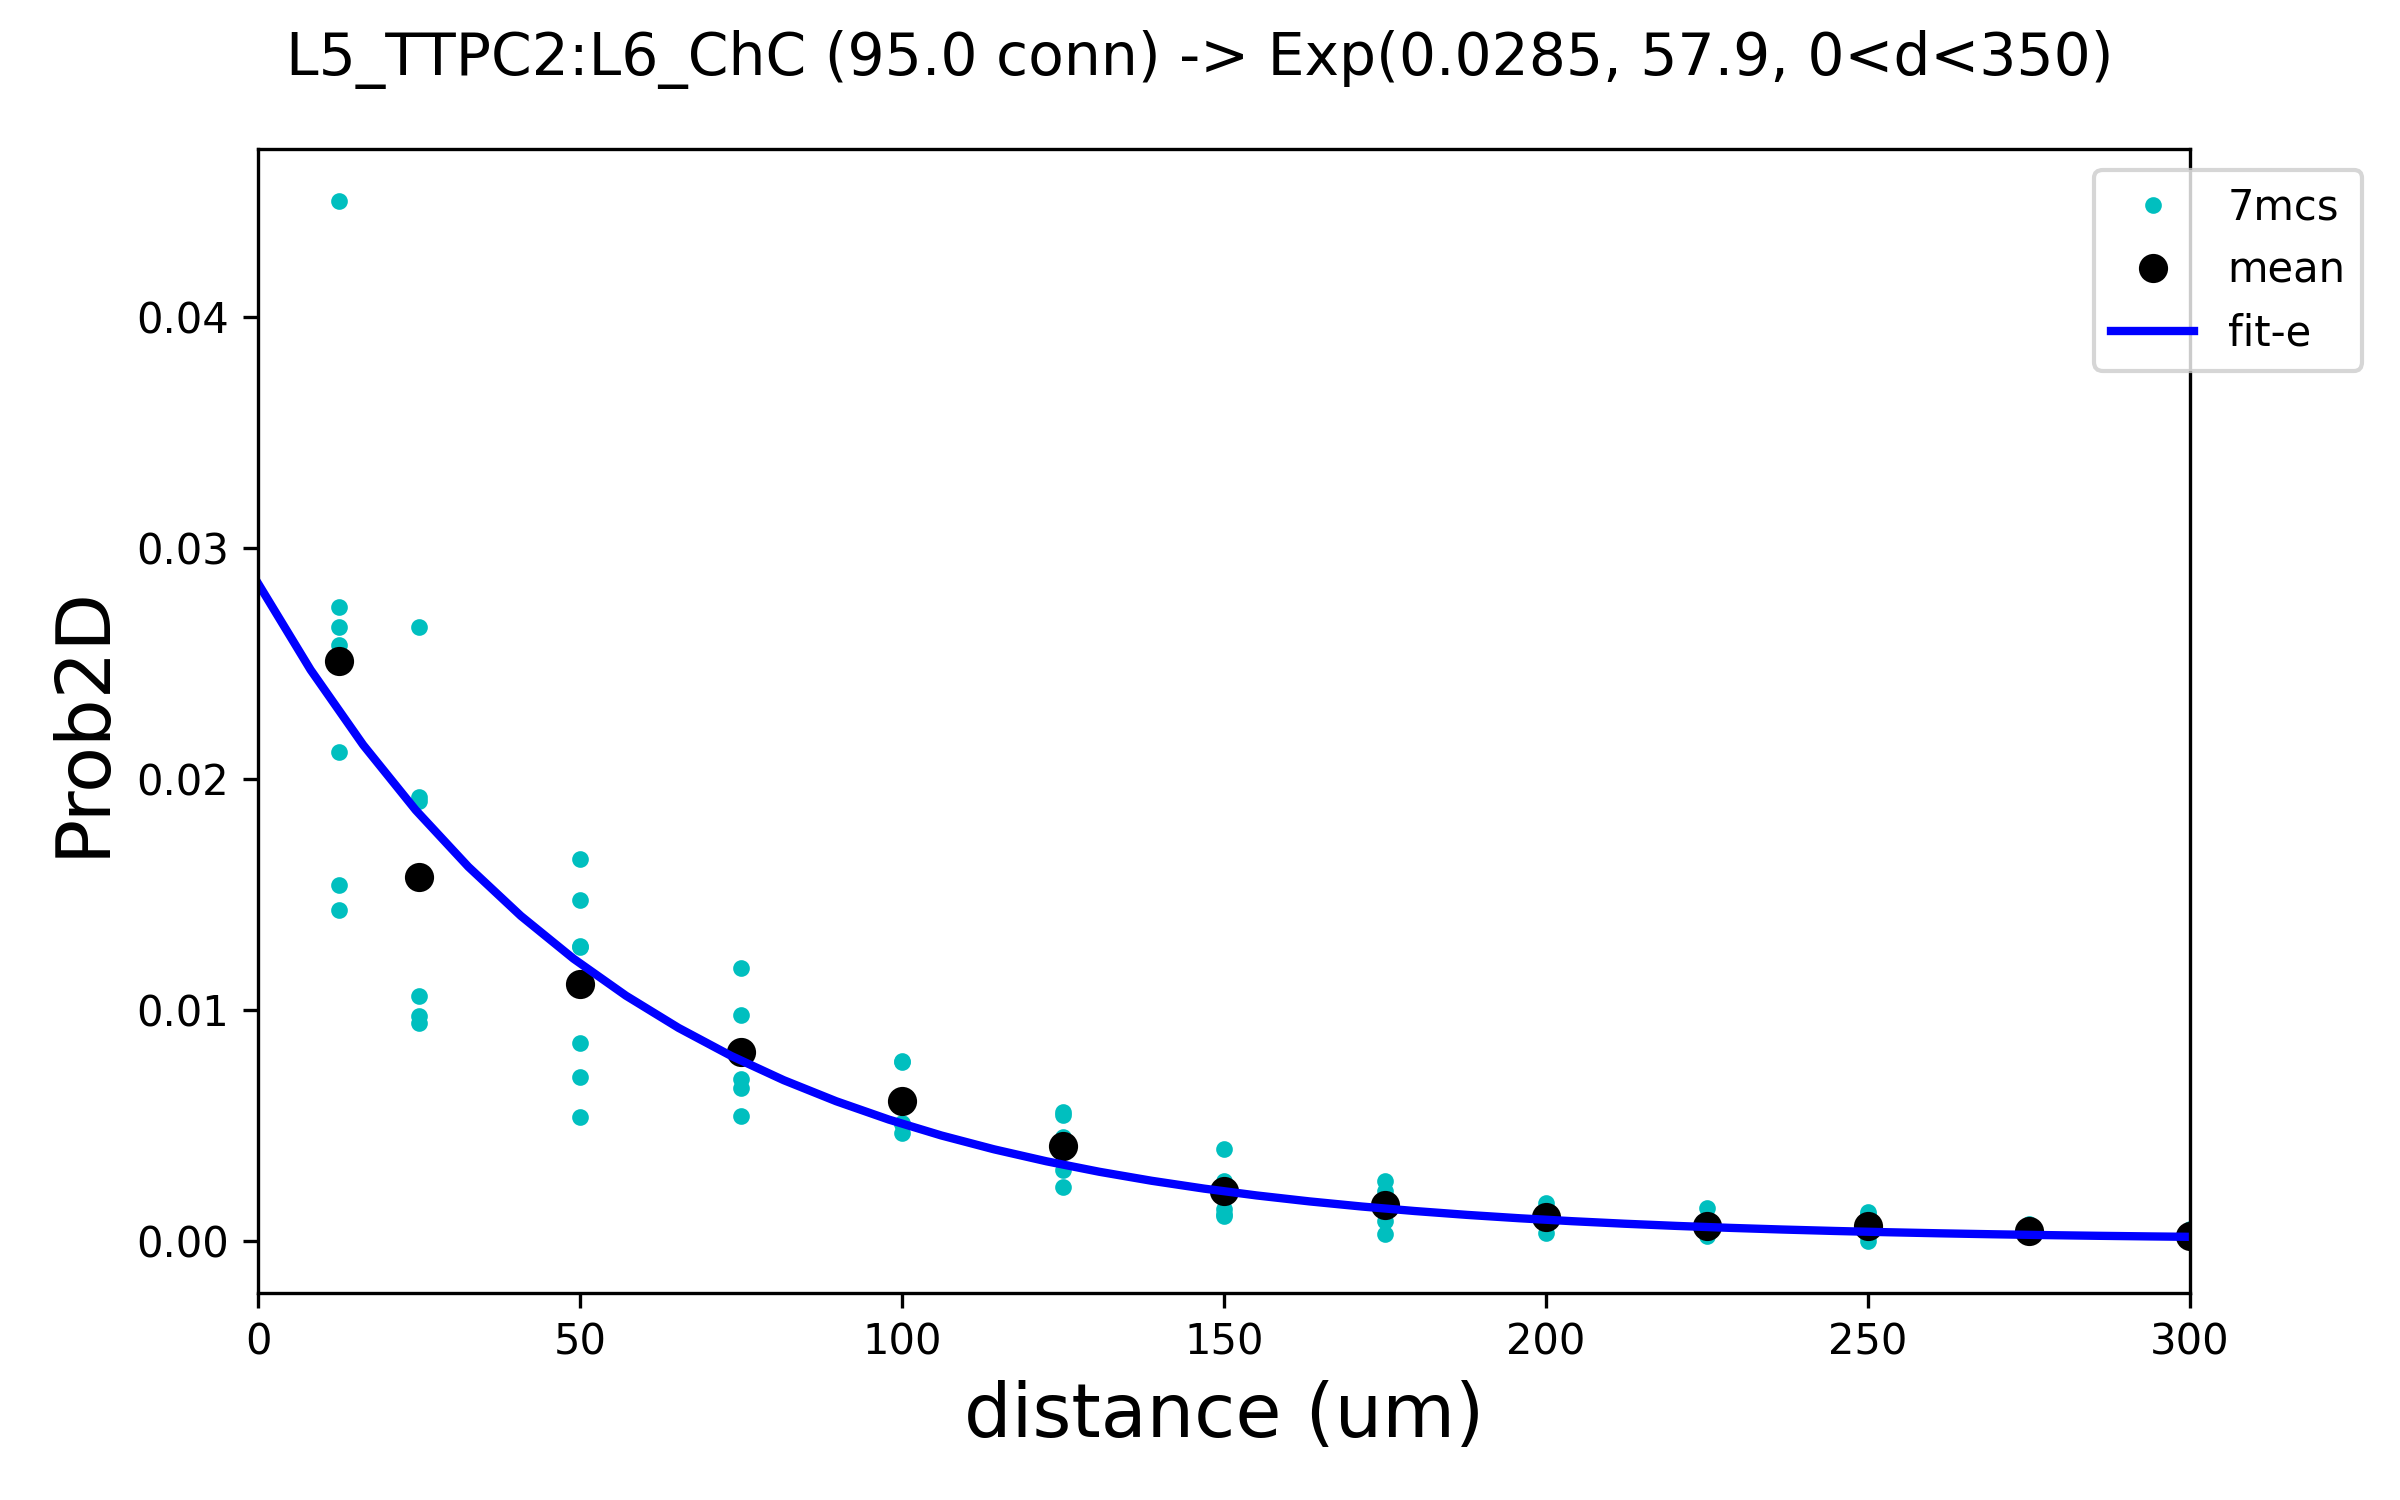 L5_TTPC2:L6_ChC (95.0 conn) -> Exp(0.0285, 57.9, 0<d<350)
7mcs
mean
fit-e
0.04
0.03
0.02
0.01
0.00
Prob2D
0 50 100 150 200 250 300
distance (um)